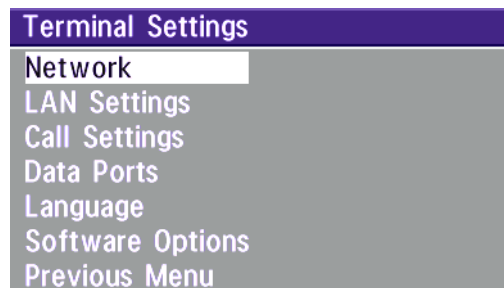 Terminal Settings
Network
LAN Settings
Call Settings
Data Ports
Language
Software Options
Previous Menu